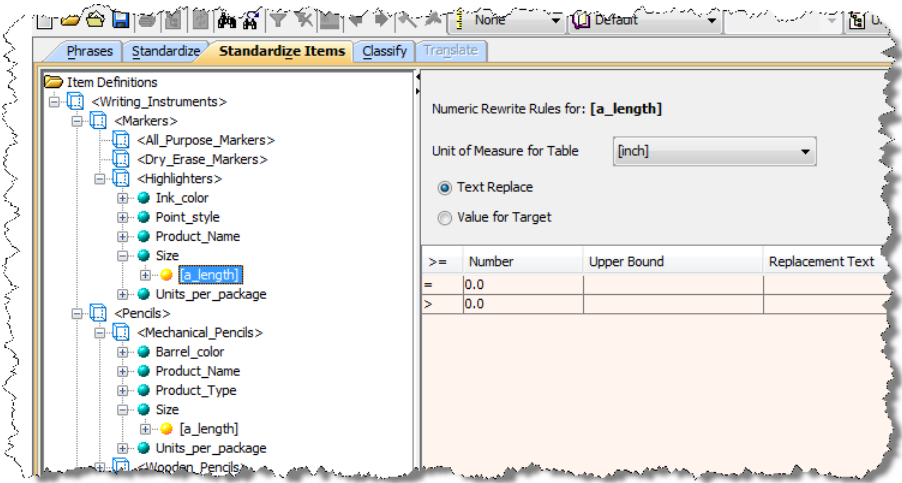 None Default
Phrases Standardize Standardize Items Classify Translate
Item Definitions
<Writing_Instruments>
<Markers>
<All_Purpose_Markers>
<Dry_Erase_Markers>
<Highlighters>
Ink_color
Point_style
Product_Name
Size
[a_length]
Units_per_package
<Pencils>
<Mechanical_Pencils>
Barrel_color
Product_Name
Product_Type
Size
[a_length]
Units_per_package
<Wooden_Pencils>
Numeric Rewrite Rules for: [a_length]
Unit of Measure for Table [inch]
Text Replace
Value for Target
>= Number Upper Bound Replacement Text
= 0.0
> 0.0